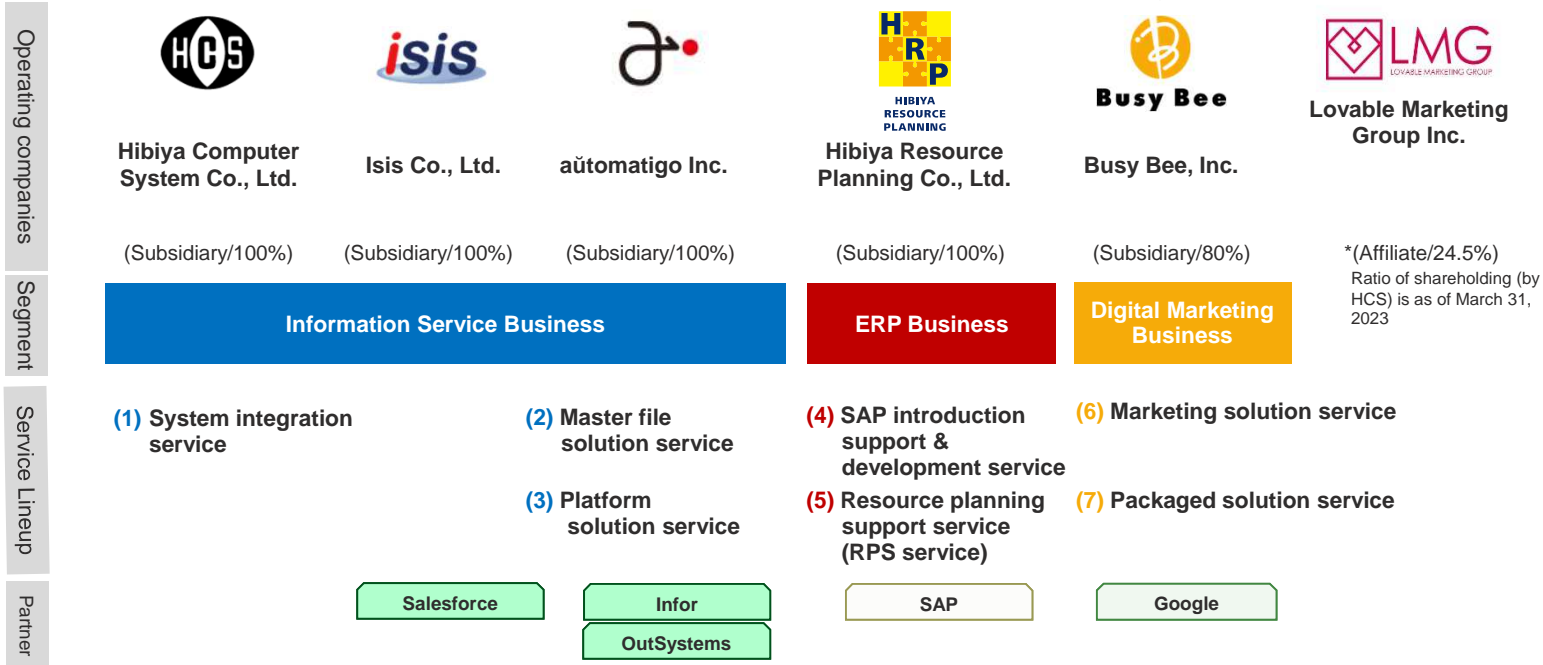 Operating companies
HCS
isis
H
R
P
HIBIYA
RESOURCE
PLANNING
Busy Bee
LMG
LOVABLE MARKETING GROUP
Hibiya Computer
System Co., Ltd.
Isis Co., Ltd.
aŭtomatigo Inc.
Hibiya Resource
Planning Co., Ltd.
Busy Bee, Inc.
Lovable Marketing
Group Inc.
(Subsidiary/100%)
(Subsidiary/100%)
(Subsidiary/100%)
(Subsidiary/100%)
(Subsidiary/80%)
*(Affiliate/24.5%)
Ratio of shareholding (by
HCS) is as of March 31,
2023
Segment
Information Service Business
ERP Business
Digital Marketing
Business
Service Lineup
(1) System integration
service
(2) Master file
solution service
(3) Platform
solution service
(4) SAP introduction
support &
development service
(5) Resource planning
support service
(RPS service)
(6) Marketing solution service
(7) Packaged solution service
Partner
Salesforce
Infor
OutSystems
SAP
Google